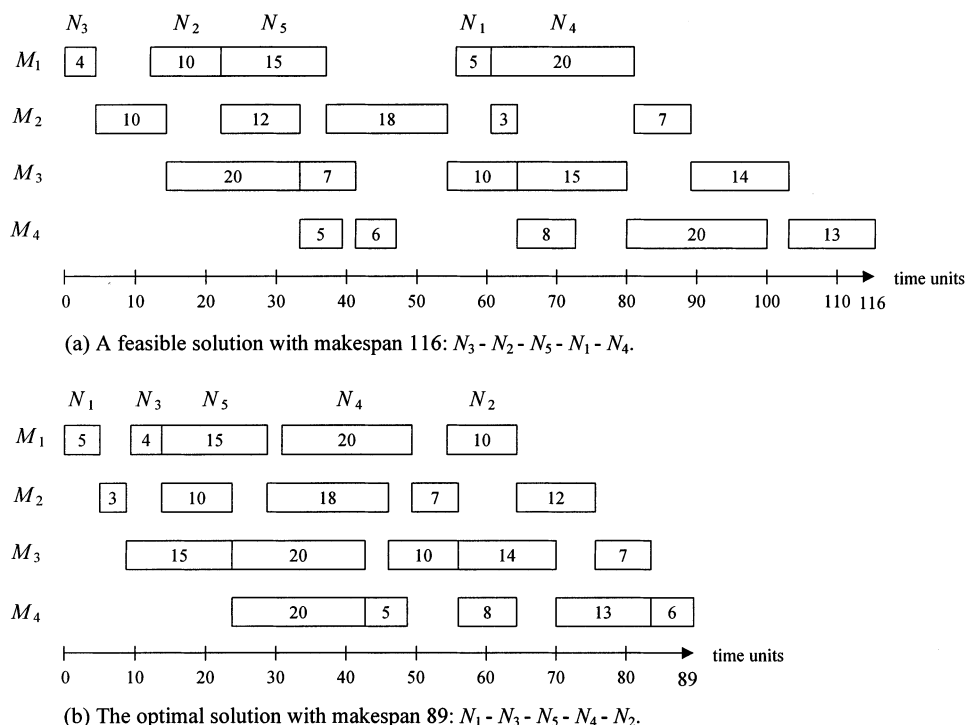 N3 N2 N5 N1 N4
M1 4 10 15 5 20
M2 10 12 18 3 7
M3 20 7 10 15 14
M4 5 6 8 20 13
time units
0 10 20 30 40 50 60 70 80 90 100 110 116
(a) A feasible solution with makespan 116: N3 - N2 - N5 - N1 - N4.
N1 N3 N5 N4 N2
M1 5 4 15 20 10
M2 3 10 18 7 12
M3 15 20 10 14 7
M4 20 5 8 13 6
time units
0 10 20 30 40 50 60 70 80 89
(b) The optimal solution with makespan 89: N1 - N3 - N5 - N4 - N2.